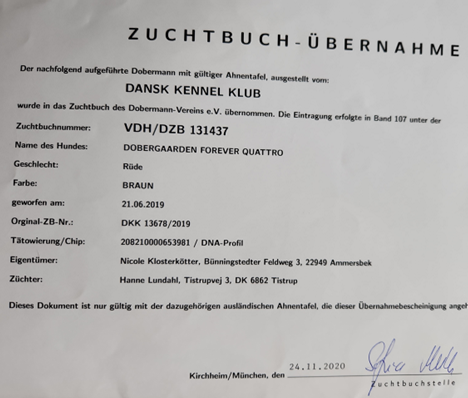 ZUCHTBUCH-ÜBERNAHME
Der nachfolgend aufgeführte Dobermann mit gültiger Ahnentafel, ausgestellt vom:
DANSK KENNEL KLUB
wurde in das Zuchtbuch des Dobermann-Vereins e.V. übernommen. Die Eintragung erfolgte in Band 107 unter der
Zuchtbuchnummer: VDH/DZB 131437
Name des Hundes: DOBERGAARDEN FOREVER QUATTRO
Geschlecht: Rüde
Farbe: BRAUN
geworfen am: 21.06.2019
Orginal-ZB-Nr.: DKK 13678/2019
Tätowierung/Chip: 208210000653981 / DNA-Profil
Eigentümer: Nicole Klosterkötter, Bünningstedter Feldweg 3, 22949 Ammersbek
Züchter: Hanne Lundahl, Tistrupvej 3, DK 6862 Tistrup
Dieses Dokument ist nur gültig mit der dazugehörigen ausländischen Ahnentafel, die dieser Übernahmebescheinigung angeh
Kirchheim/München, den 24.11.2020
Zuchtbuchstelle